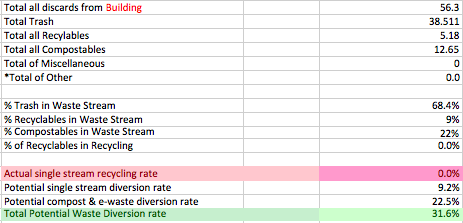 Total all discards from Building 56.3
Total Trash 38.511
Total all Recylables 5.18
Total all Compostables 12.65
Total of Miscellaneous 0
*Total of Other 0.0
% Trash in Waste Stream 68.4%
% Recyclables in Waste Stream 9%
% Compostables in Waste Stream 22%
% of Recyclables in Recycling 0.0%
Actual single stream recycling rate 0.0%
Potential single stream diversion rate 9.2%
Potential compost & e-waste diversion rate 22.5%
Total Potential Waste Diversion rate 31.6%